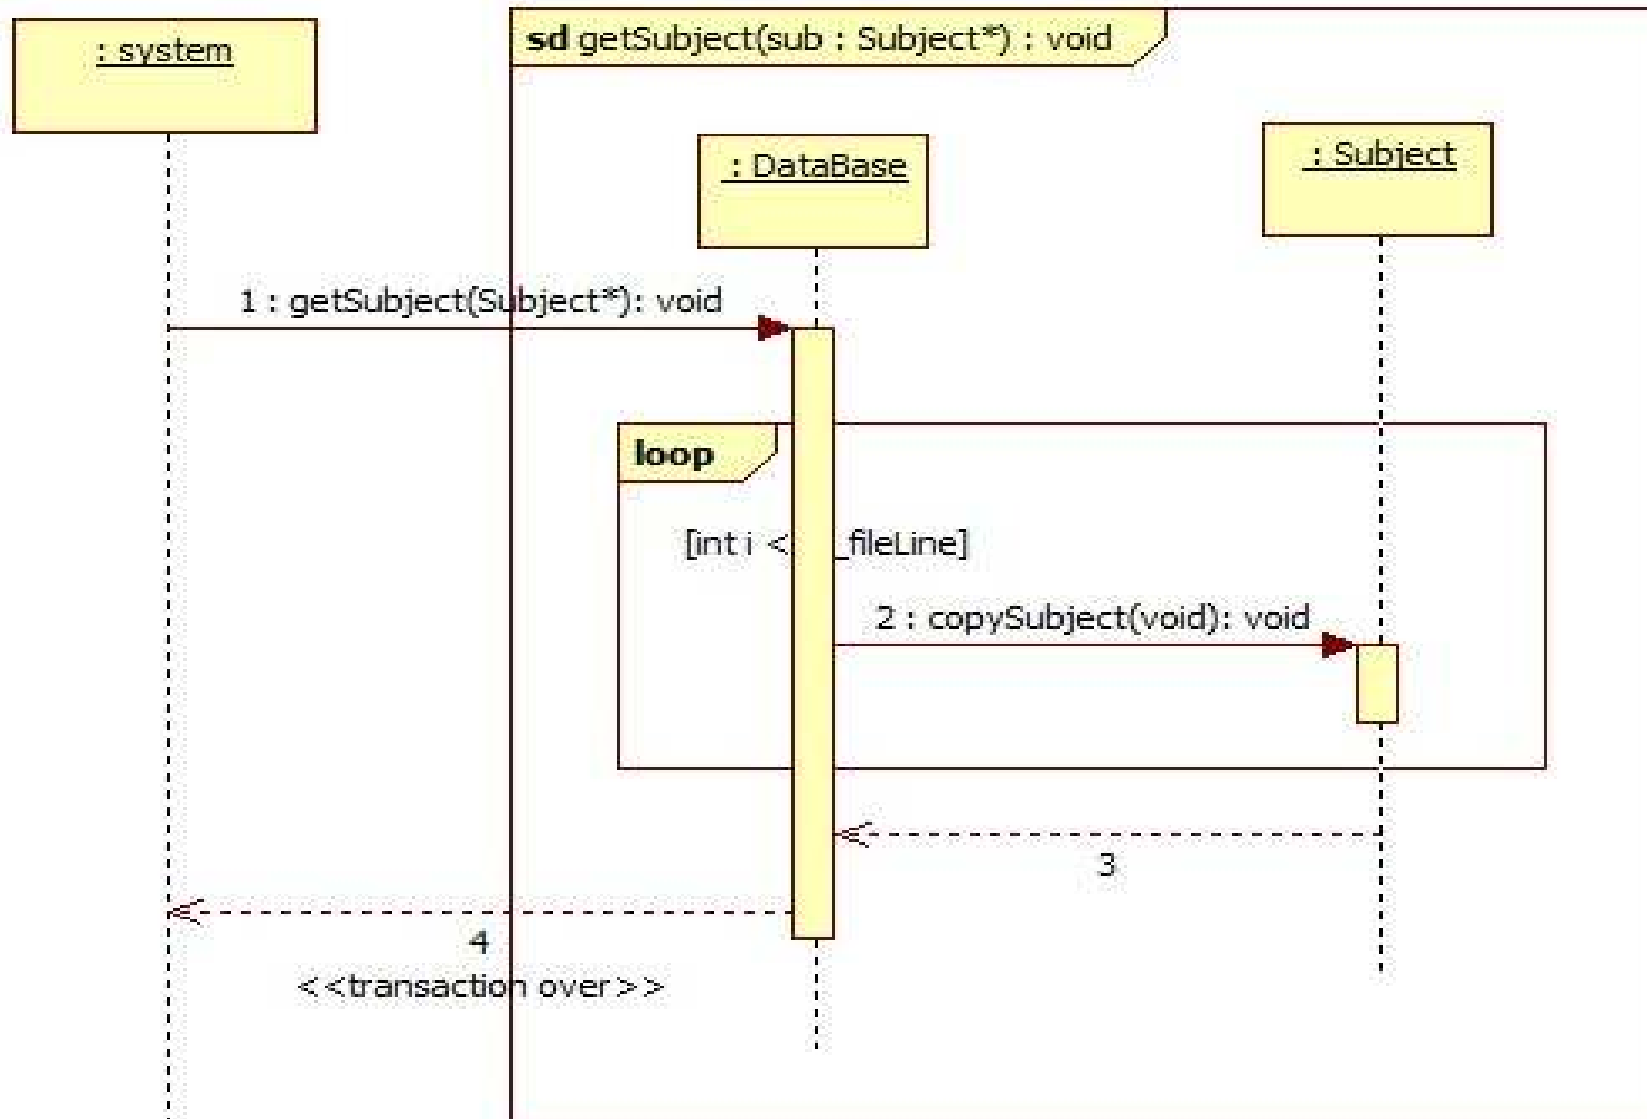 : system
sd getSubject(sub : Subject*) : void
: DataBase
: Subject
1 : getSubject(Subject*): void
loop
[int i < _fileLine]
2 : copySubject(void): void
3
4
<<transaction over>>